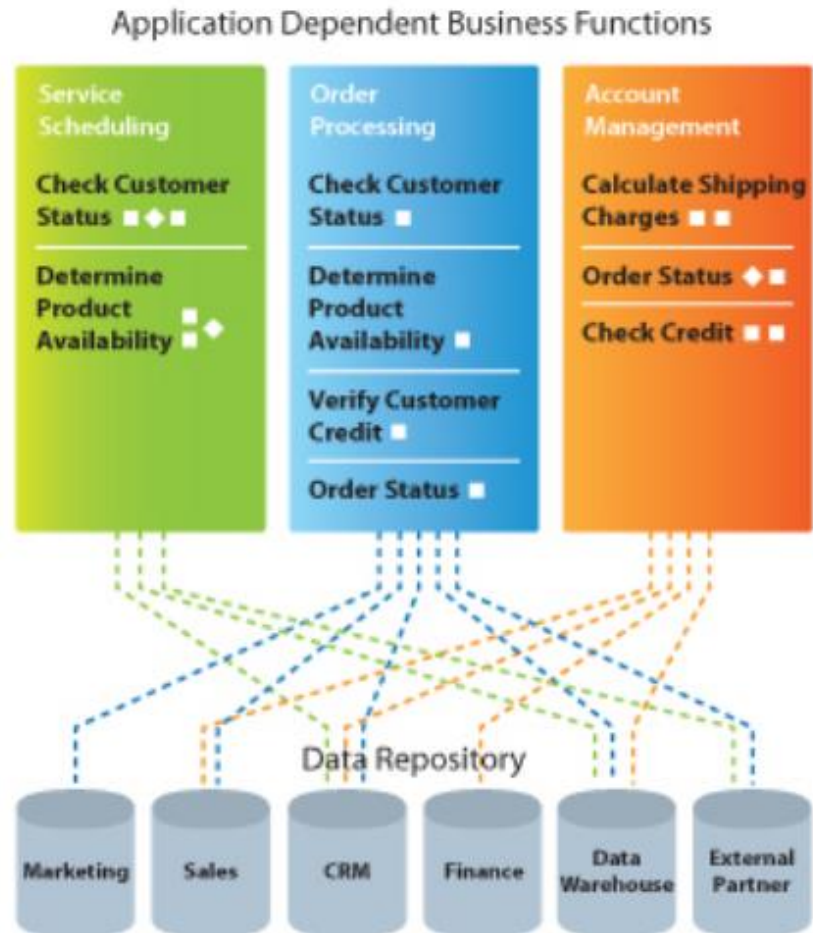 Application Dependent Business Functions
Service
Scheduling
Check Customer
Status
Determine
Product
Availability
Order
Processing
Check Customer
Status
Determine
Product
Availability
Verify Customer
Credit
Order Status
Account
Management
Calculate Shipping
Charges
Order Status
Check Credit
Data Repository
Marketing
Sales
CRM
Finance
Data
Warehouse
External
Partner